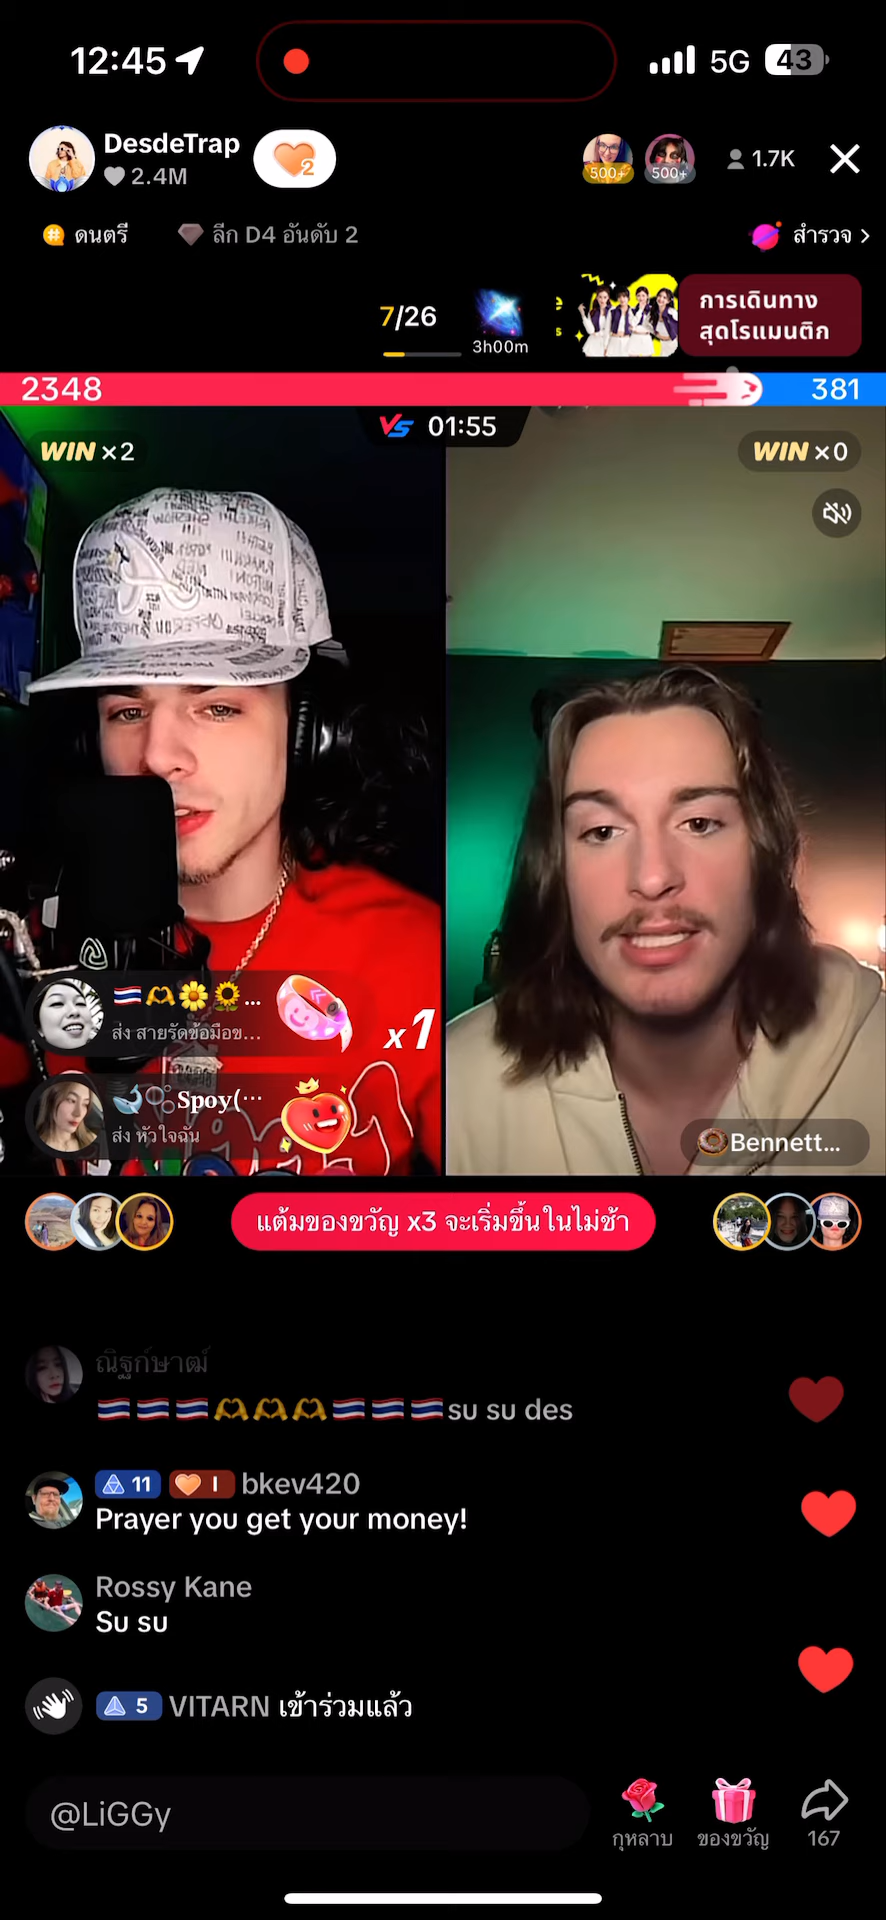 12:45
5G
43
DesdeTrap
2
2.4M
500+
500+
1.7K
ดนตรี
ลีก D4 อันดับ 2
สำรวจ >
7/26
3h00m
การเดินทาง
สุดโรแมนติก
2348
381
VS 01:55
WIN ×2
WIN ×0
🇹🇭🫶🌼🌻...
ส่ง สายรัดข้อมือข...
x1
Spoy(...
ส่ง หัวใจฉัน
🍩Bennett...
แต้มของขวัญ x3 จะเริ่มขึ้นในไม่ช้า
ณิฐก์ษาฒ์
🇹🇭🇹🇭🇹🇭🫶🫶🫶🇹🇭🇹🇭🇹🇭su su des
11 I bkev420
Prayer you get your money!
Rossy Kane
Su su
5 VITARN เข้าร่วมแล้ว
@LiGGy
กุหลาบ
ของขวัญ
167